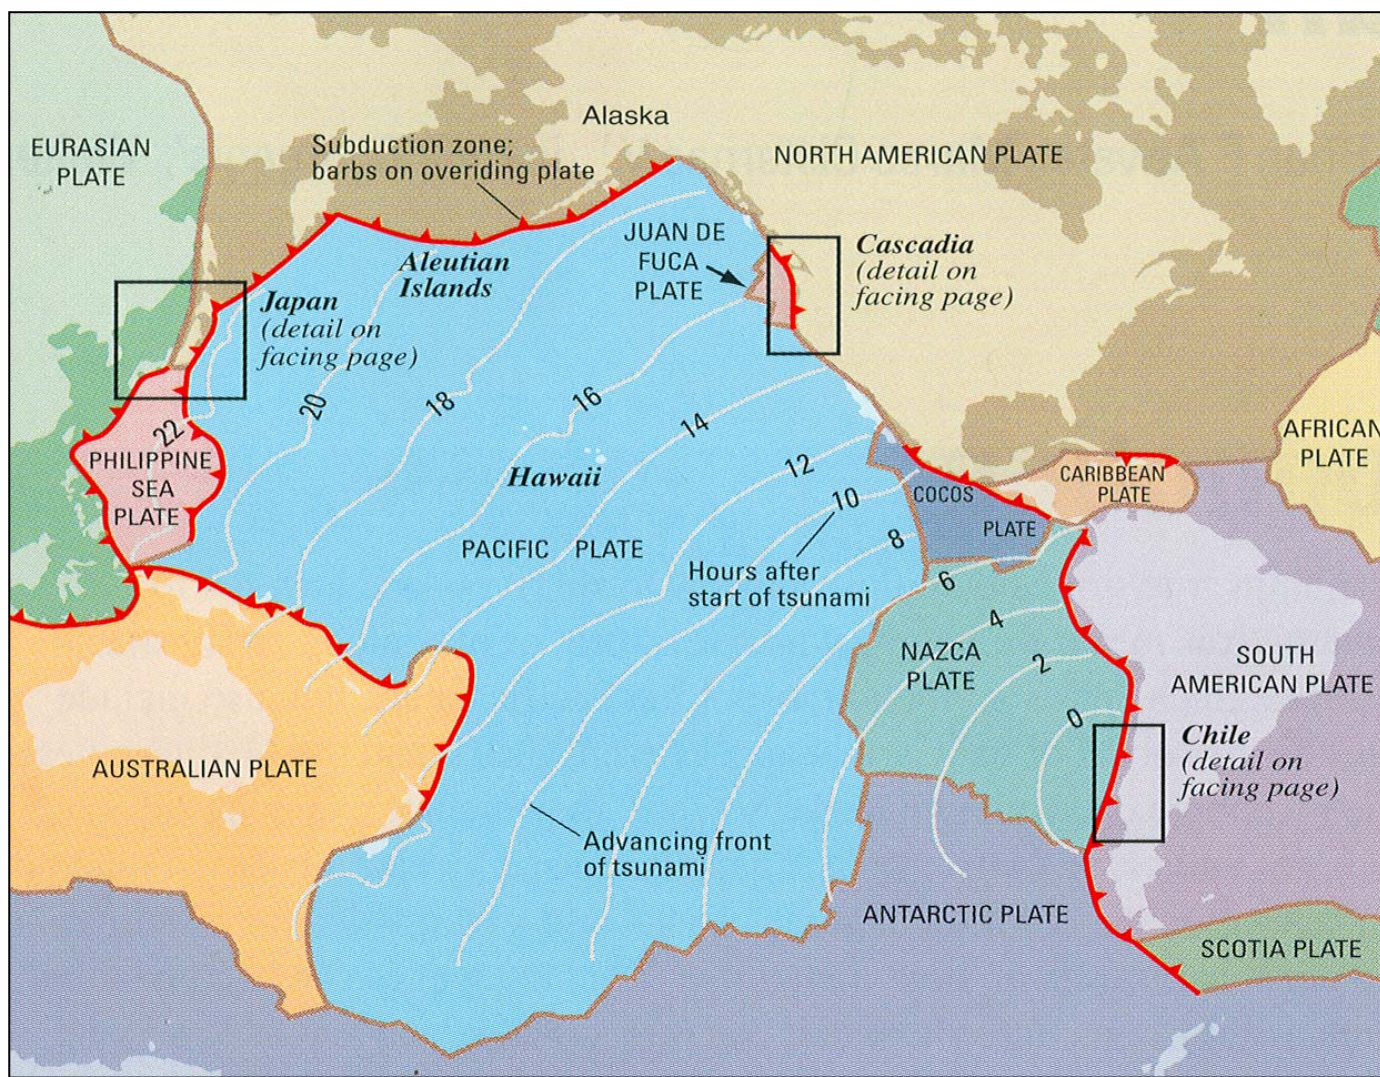 Alaska
EURASIAN
PLATE
Subduction zone;
barbs on overiding plate
NORTH AMERICAN PLATE
JUAN DE
FUCA
PLATE
Cascadia
(detail on
facing page)
Aleutian
Islands
Japan
(detail on
facing page)
20
18
16
14
22
12
10
8
6
4
2
0
AFRICAN
PLATE
PHILIPPINE
SEA
PLATE
Hawaii
CARIBBEAN
PLATE
COCOS
PLATE
PACIFIC PLATE
Hours after
start of tsunami
NAZCA
PLATE
SOUTH
AMERICAN PLATE
Chile
(detail on
facing page)
AUSTRALIAN PLATE
Advancing front
of tsunami
ANTARCTIC PLATE
SCOTIA PLATE